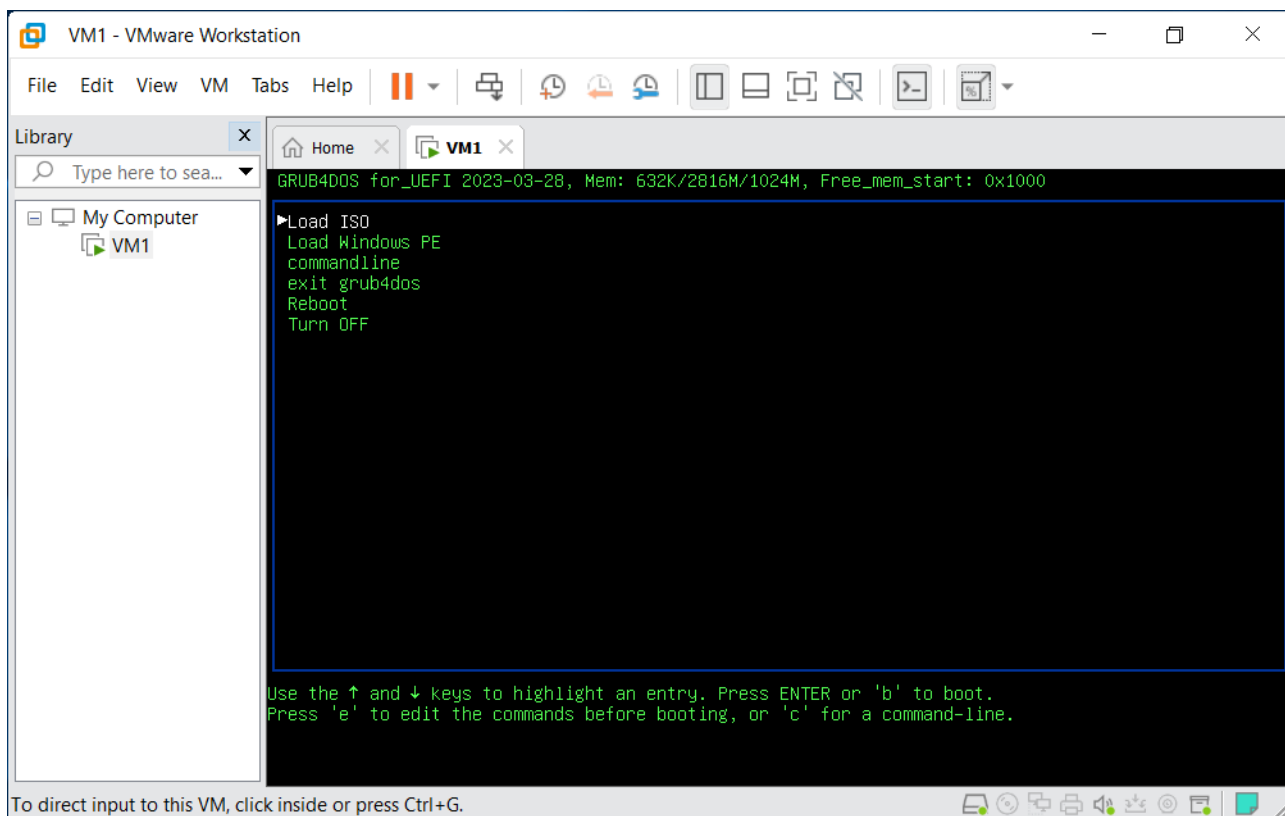 VM1 - VMware Workstation
File Edit View VM Tabs Help
Library
Type here to sea...
My Computer
VM1
Home
VM1
GRUB4DOS for_UEFI 2023-03-28, Mem: 632K/2816M/1024M, Free_mem_start: 0x1000
Load ISO
Load Windows PE
commandline
exit grub4dos
Reboot
Turn OFF
Use the ↑ and ↓ keys to highlight an entry. Press ENTER or 'b' to boot.
Press 'e' to edit the commands before booting, or 'c' for a command-line.
To direct input to this VM, click inside or press Ctrl+G.